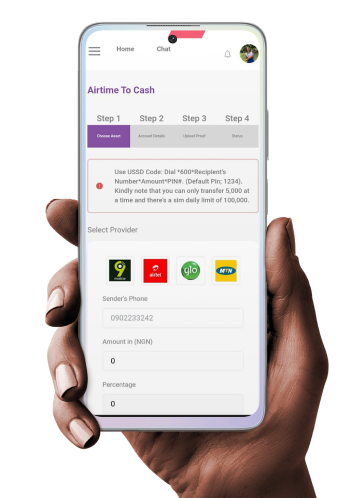 Home Chat
Airtime To Cash
Step 1 Step 2 Step 3 Step 4
Choose Asset Account Details Upload Proof Status
Use USSD Code: Dial *600*Recipient's
Number*Amount*PIN#. (Default Pin; 1234).
Kindly note that you can only transfer 5,000 at
a time and there's a sim daily limit of 100,000.
Select Provider
9 mobile airtel glo MTN
Sender's Phone
0902233242
Amount in (NGN)
0
Percentage
0